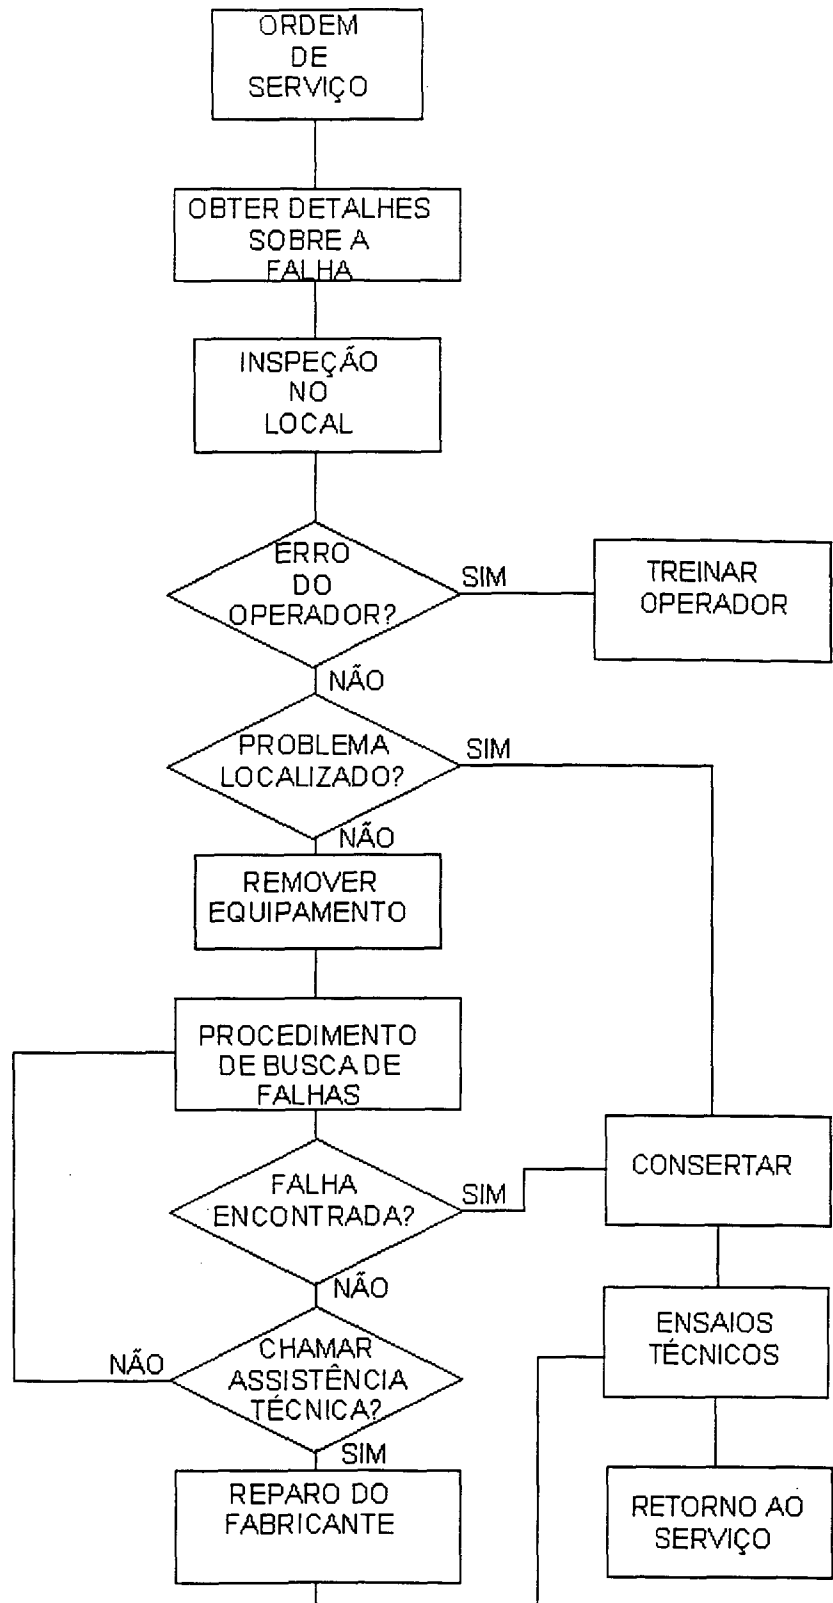 ORDEM
DE
SERVIÇO
OBTER DETALHES
SOBRE A
FALHA
INSPEÇÃO
NO
LOCAL
ERRO
DO
OPERADOR?
SIM
TREINAR
OPERADOR
NÃO
PROBLEMA
LOCALIZADO?
SIM
NÃO
REMOVER
EQUIPAMENTO
PROCEDIMENTO
DE BUSCA DE
FALHAS
FALHA
ENCONTRADA?
SIM
CONSERTAR
NÃO
CHAMAR
ASSISTÊNCIA
TÉCNICA?
NÃO
SIM
ENSAIOS
TÉCNICOS
REPARO DO
FABRICANTE
RETORNO AO
SERVIÇO